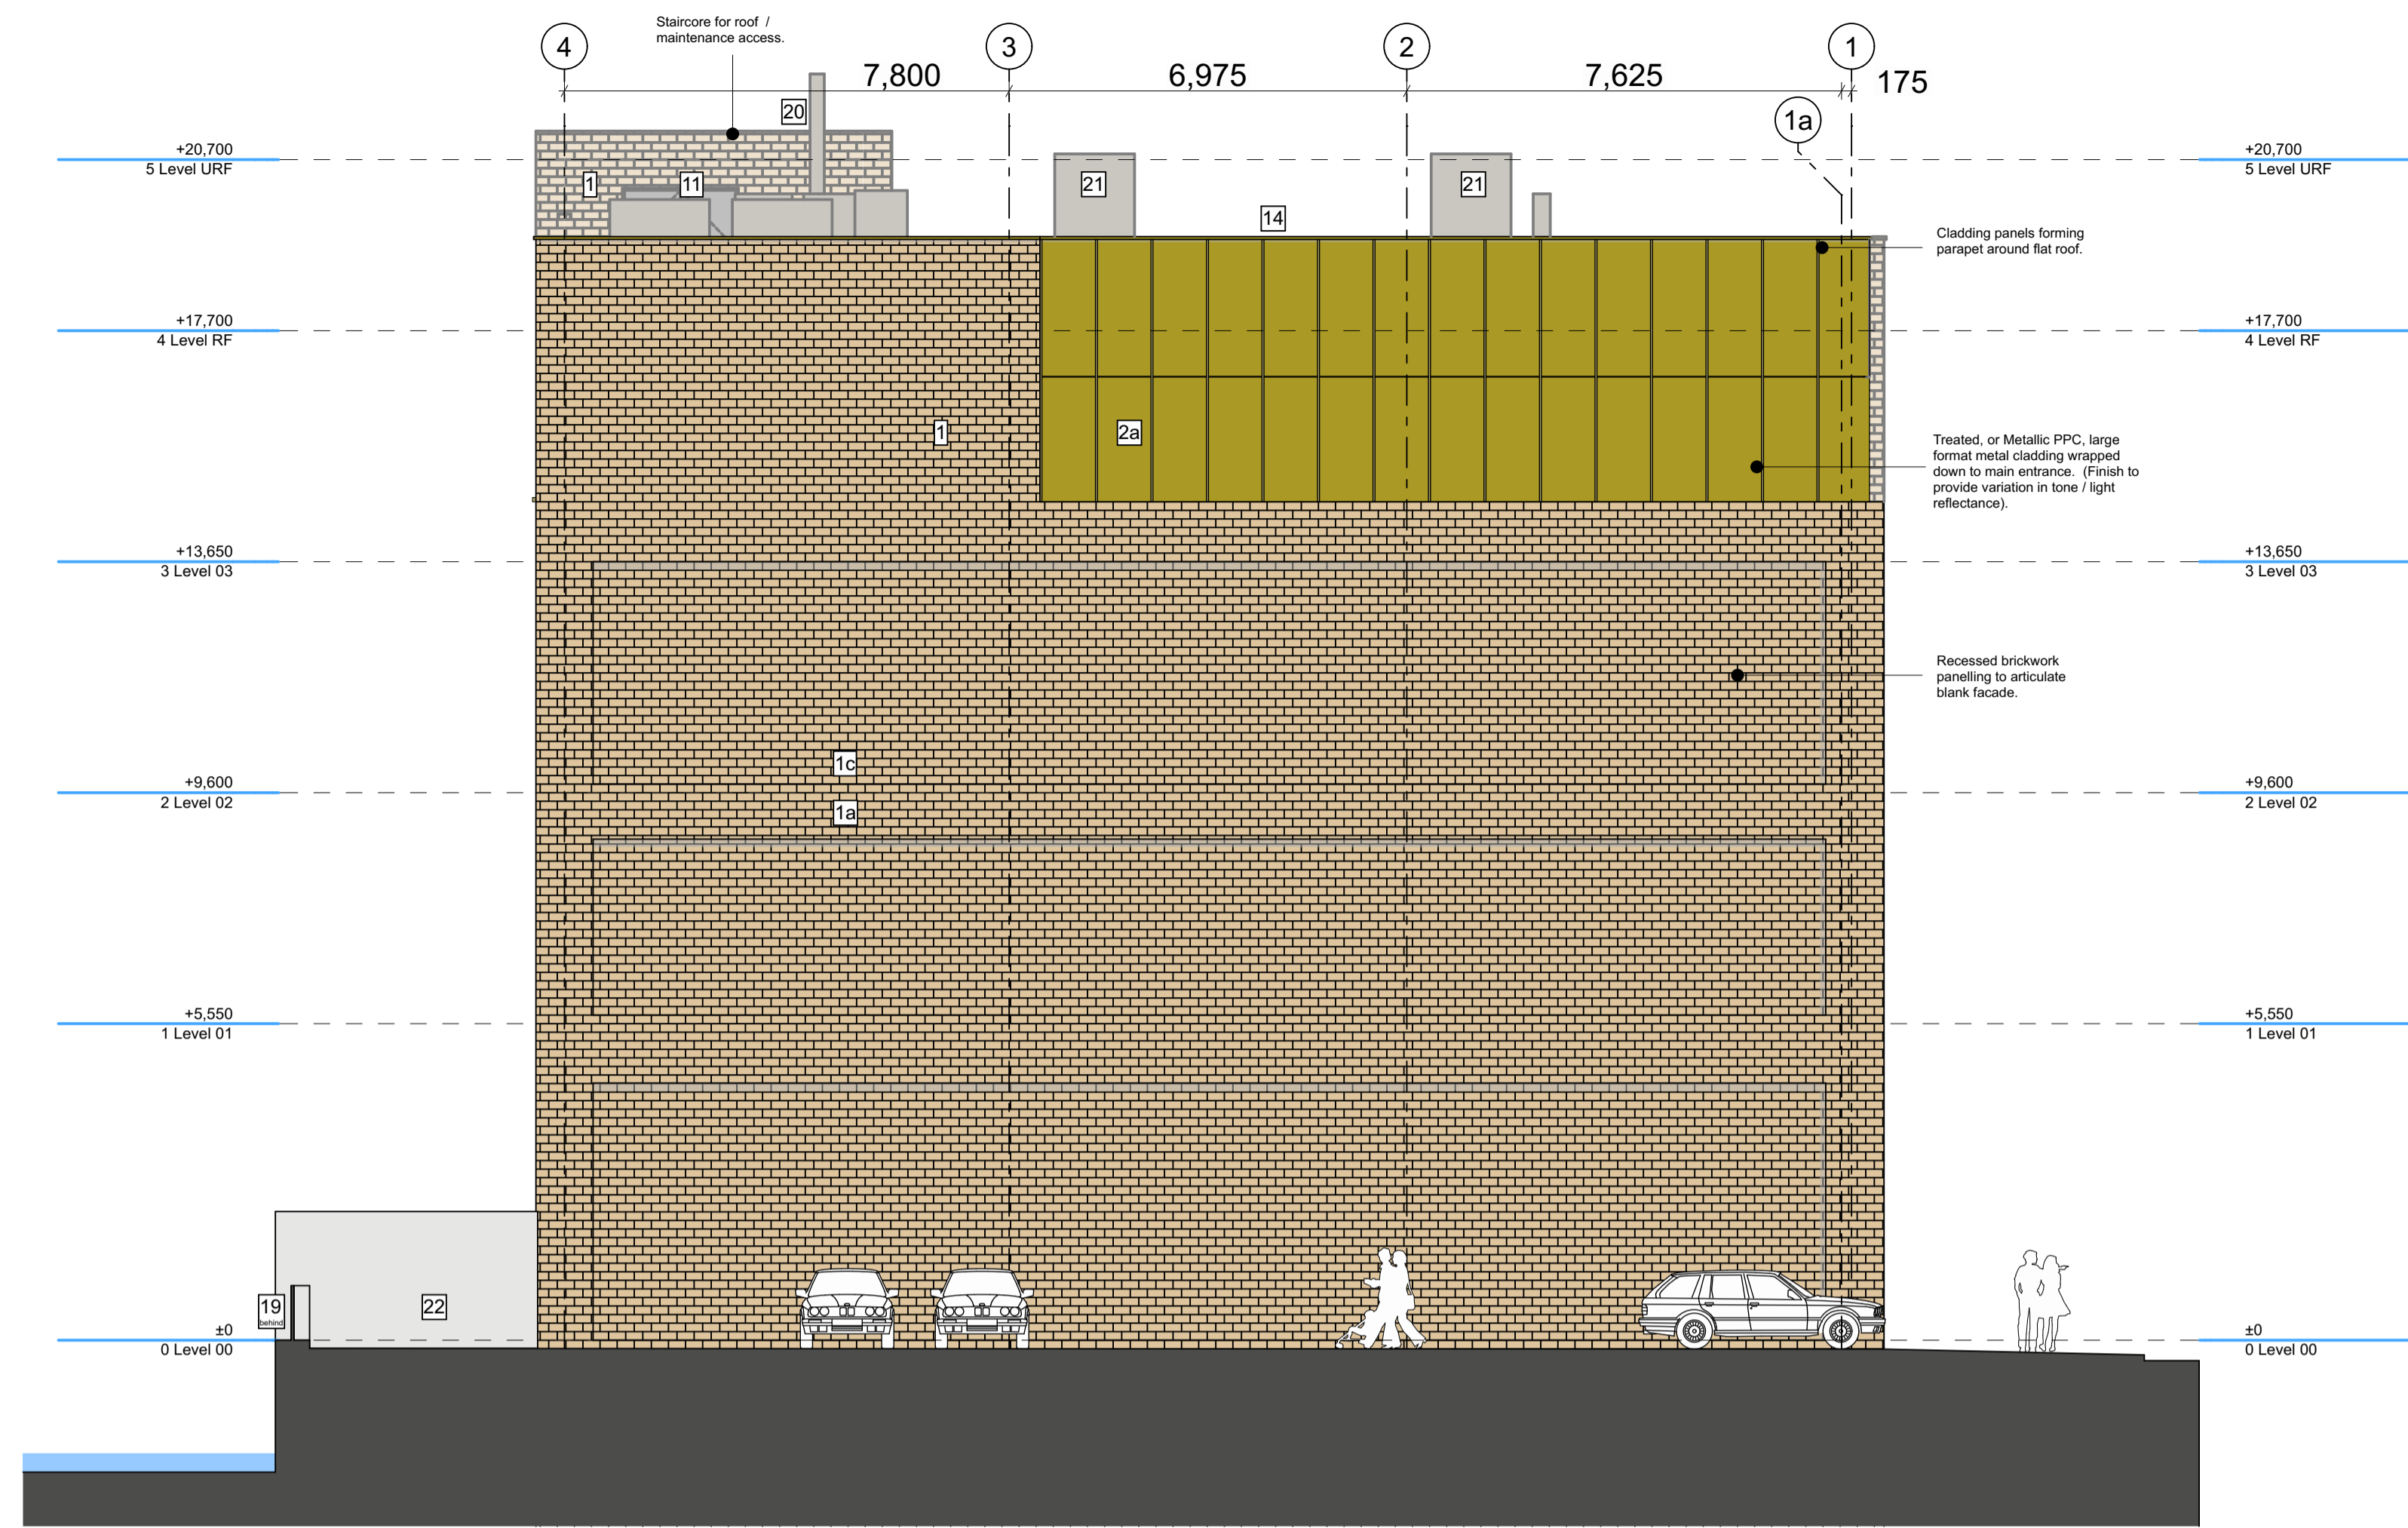 Staircore for roof /
maintenance access.
4
3
2
1
7,800
6,975
7,625
175
1a
20
+20,700
5 Level URF
+20,700
5 Level URF
1
11
21
21
14
Cladding panels forming
parapet around flat roof.
+17,700
4 Level RF
+17,700
4 Level RF
1
2a
Treated, or Metallic PPC, large
format metal cladding wrapped
down to main entrance. (Finish to
provide variation in tone / light
reflectance).
+13,650
3 Level 03
+13,650
3 Level 03
Recessed brickwork
panelling to articulate
blank facade.
1c
+9,600
2 Level 02
+9,600
2 Level 02
1a
+5,550
1 Level 01
+5,550
1 Level 01
19
behind
22
±0
0 Level 00
±0
0 Level 00